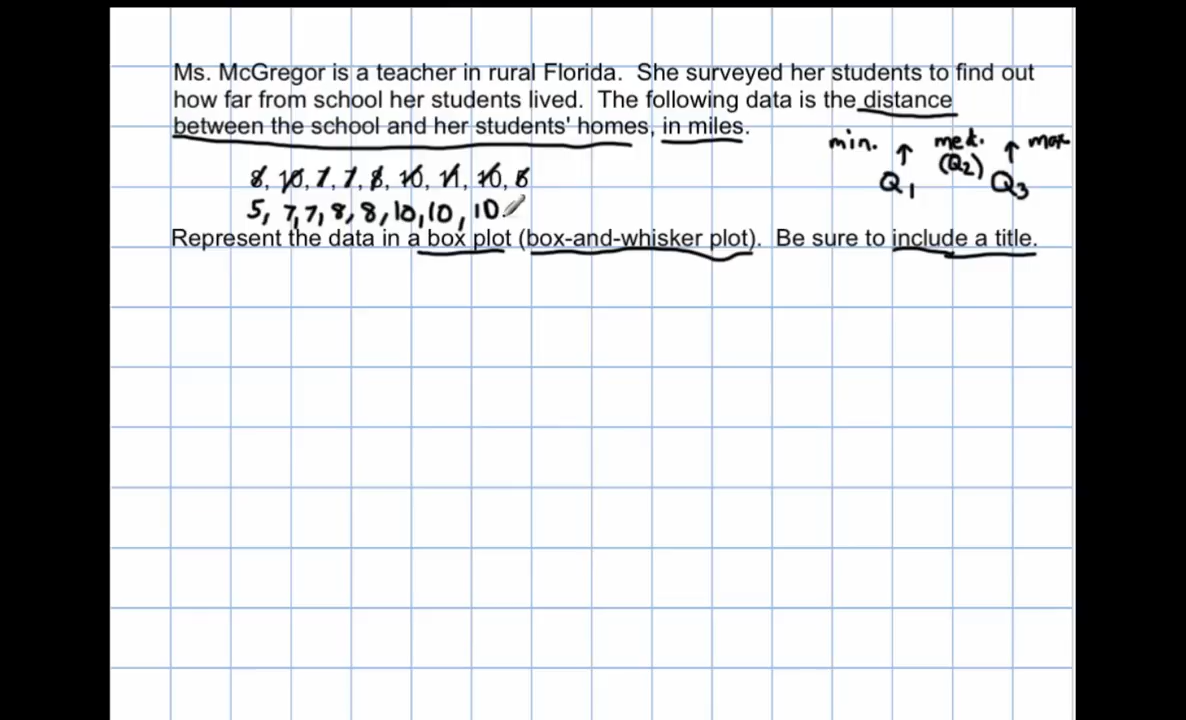 Ms. McGregor is a teacher in rural Florida. She surveyed her students to find out
how far from school her students lived. The following data is the distance
between the school and her students' homes, in miles.
min. ↑ med. ↑ max
Q1 (Q2) Q3
8, 10, 7, 7, 8, 10, 11, 10,
5, 7, 7, 8, 8, 10, 10, 10
Represent the data in a box plot (box-and-whisker plot). Be sure to include a title.